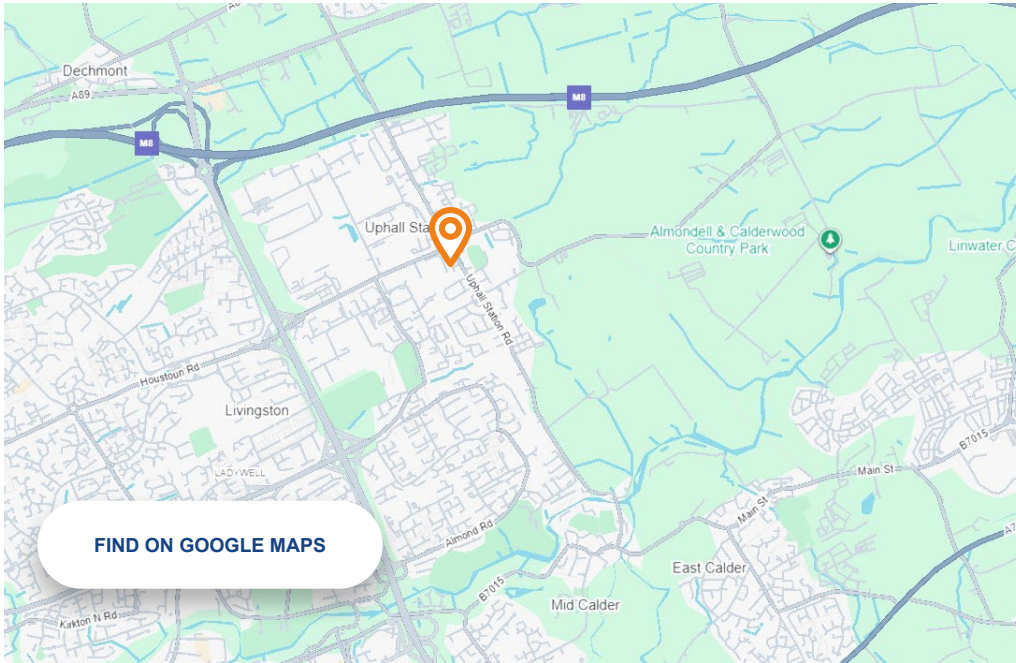 Dechmont
A89
M8
M8
Uphall Sta
Almondell & Calderwood
Country Park
Linwater C
Uphall Station Rd
Houstoun Rd
Livingston
LADYWELL
B7015
Main St
Main St
FIND ON GOOGLE MAPS
Almond Rd
A7
East Calder
B7015
Mid Calder
Kirkton N Rd